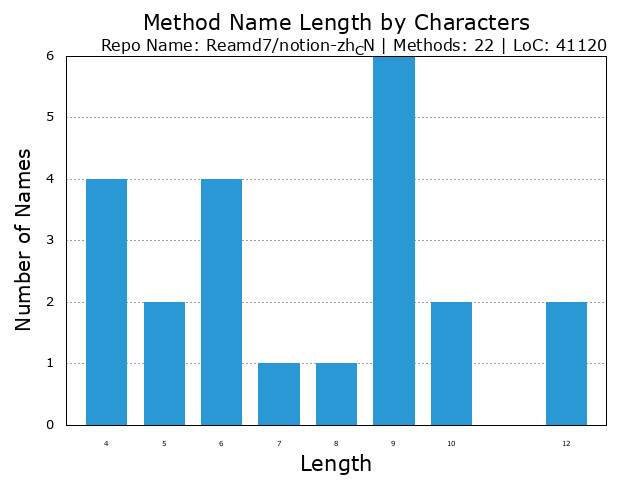 Method Name Length by Characters
Repo Name: Reamd7/notion-zhCN | Methods: 22 | LoC: 41120
6
5
4
3
2
1
0
Number of Names
4 5 6 7 8 9 10 12
Length